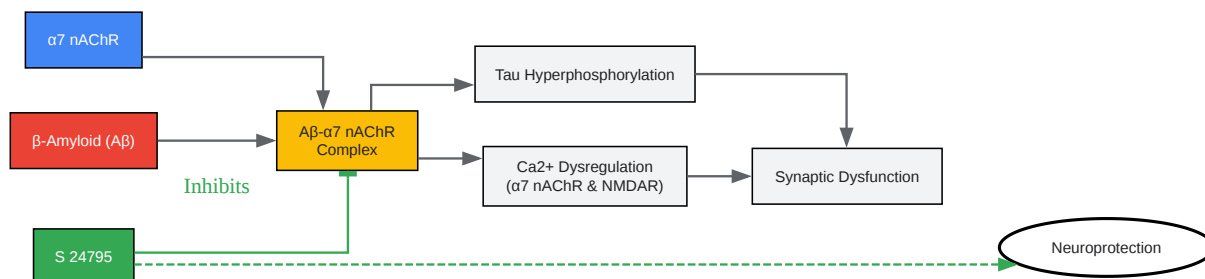 α7 nAChR
β-Amyloid (Aβ)
Aβ-α7 nAChR
Complex
Tau Hyperphosphorylation
Ca2+ Dysregulation
(α7 nAChR & NMDAR)
Synaptic Dysfunction
Inhibits
S 24795
Neuroprotection